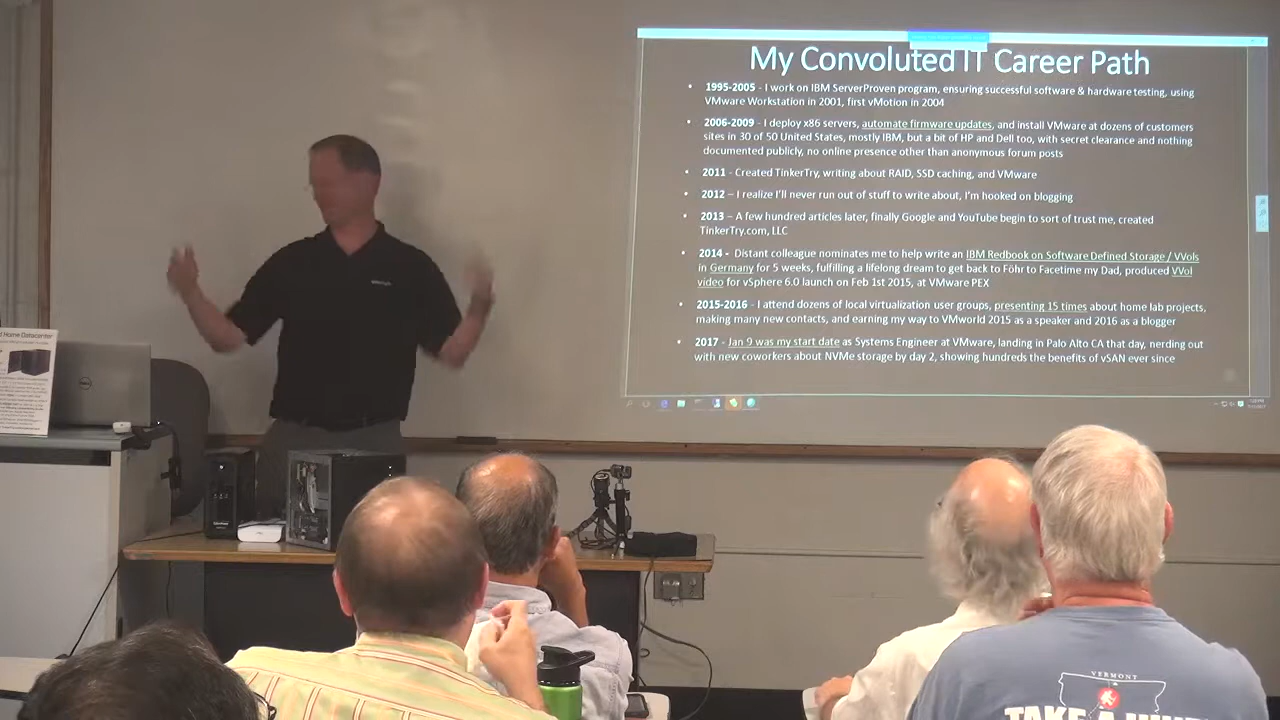 My Convoluted IT Career Path
• 1995-2005 - I work on IBM ServerProven program, ensuring successful software & hardware testing, using
VMware Workstation in 2001, first vMotion in 2004
• 2006-2009 - I deploy x86 servers, automate firmware updates, and install VMware at dozens of customers
sites in 30 of 50 United States, mostly IBM, but a bit of HP and Dell too, with secret clearance and nothing
documented publicly, no online presence other than anonymous forum posts
• 2011 - Created TinkerTry, writing about RAID, SSD caching, and VMware
• 2012 – I realize I'll never run out of stuff to write about, I'm hooked on blogging
• 2013 – A few hundred articles later, finally Google and YouTube begin to sort of trust me, created
TinkerTry.com, LLC
• 2014 - Distant colleague nominates me to help write an IBM Redbook on Software Defined Storage / VVols
in Germany for 5 weeks, fulfilling a lifelong dream to get back to Föhr to Facetime my Dad, produced VVol
video for vSphere 6.0 launch on Feb 1st 2015, at VMware PEX
• 2015-2016 - I attend dozens of local virtualization user groups, presenting 15 times about home lab projects,
making many new contacts, and earning my way to VMworld 2015 as a speaker and 2016 as a blogger
• 2017 - Jan 9 was my start date as Systems Engineer at VMware, landing in Palo Alto CA that day, nerding out
with new coworkers about NVMe storage by day 2, showing hundreds the benefits of vSAN ever since
Home Datacenter
DELL
VERMONT
TAKE A